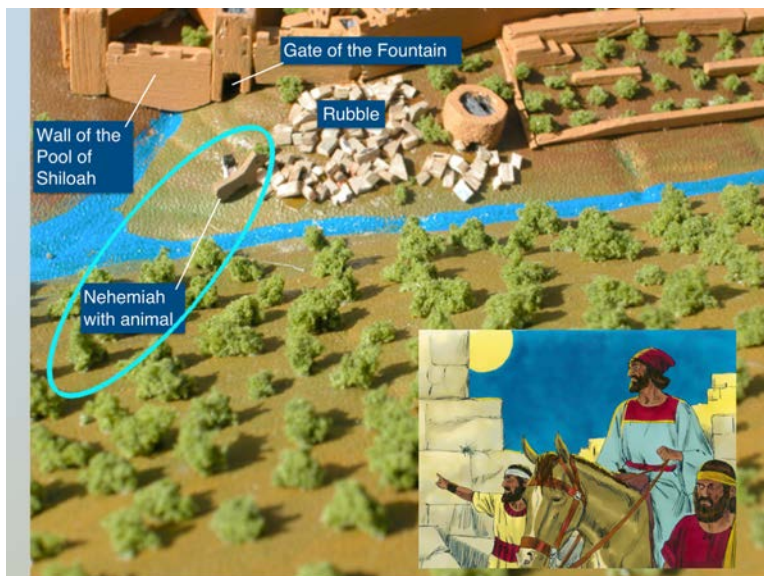 Gate of the Fountain
Rubble
Wall of the
Pool of
Shiloah
Nehemiah
with animal